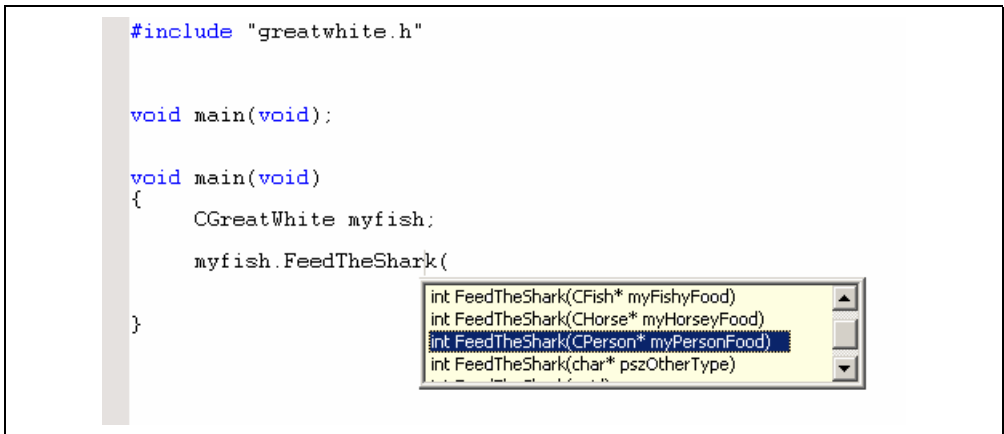 #include "greatwhite.h"
void main(void);
void main(void)
{
CGreatWhite myfish;
myfish.FeedTheShark(
int FeedTheShark(CFish* myFishyFood)
int FeedTheShark(CHorse* myHorseyFood)
int FeedTheShark(CPerson* myPersonFood)
int FeedTheShark(char* pszOtherType)
}